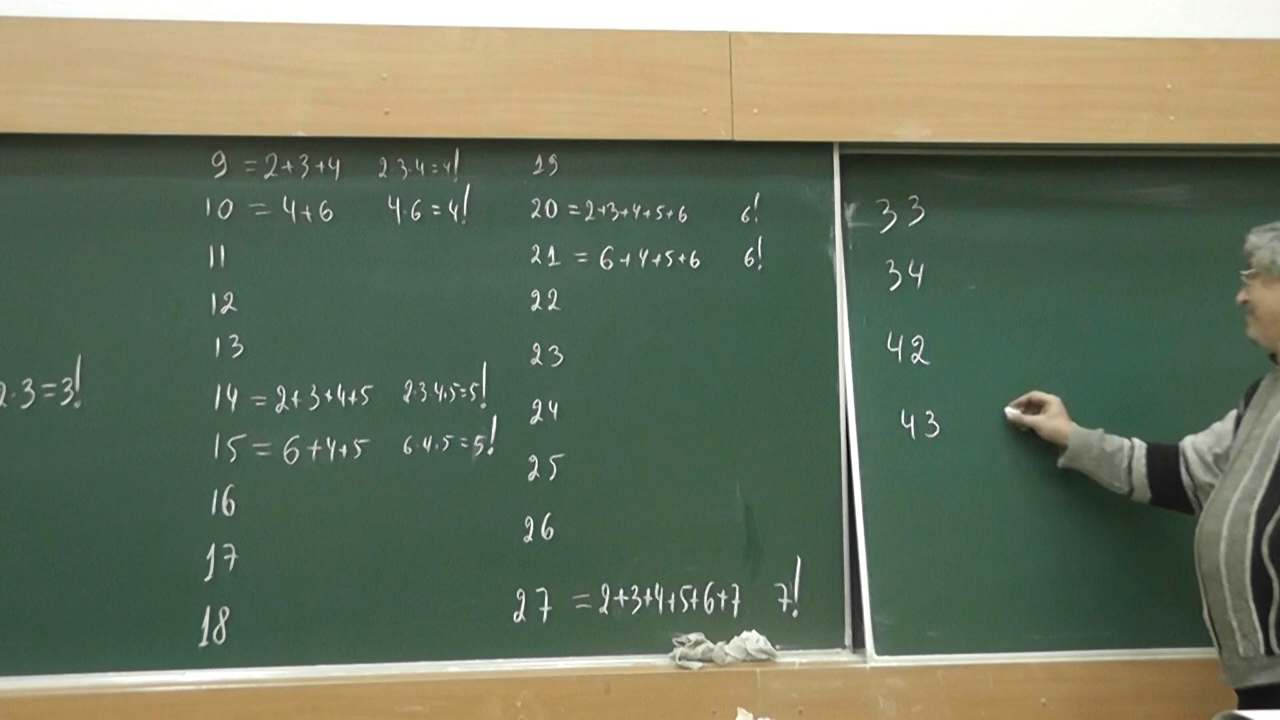 2·3=3!
9 = 2+3+4 2·3·4=4!
10 = 4+6 4·6=4!
11
12
13
14 = 2+3+4+5 2·3·4·5=5!
15 = 6+4+5 6·4·5=5!
16
17
18
19
20 = 2+3+4+5+6 6!
21 = 6+4+5+6 6!
22
23
24
25
26
27 = 2+3+4+5+6+7 7!
33
34
42
43